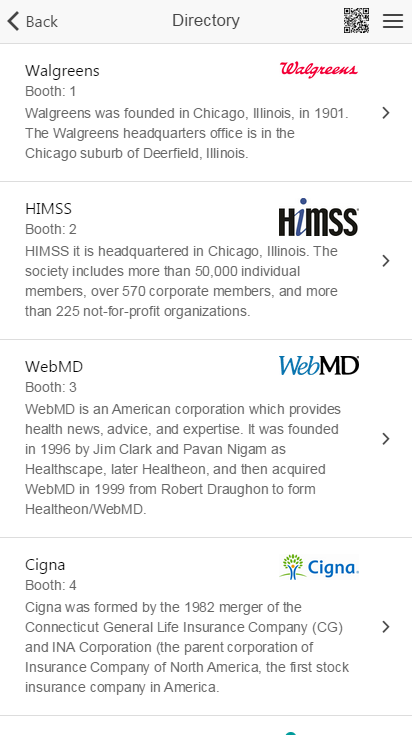 Back
Directory
Walgreens
Walgreens
Booth: 1
Walgreens was founded in Chicago, Illinois, in 1901.
The Walgreens headquarters office is in the
Chicago suburb of Deerfield, Illinois.
HIMSS
HiMSS
Booth: 2
HIMSS it is headquartered in Chicago, Illinois. The
society includes more than 50,000 individual
members, over 570 corporate members, and more
than 225 not-for-profit organizations.
WebMD
WebMD
Booth: 3
WebMD is an American corporation which provides
health news, advice, and expertise. It was founded
in 1996 by Jim Clark and Pavan Nigam as
Healthscape, later Healtheon, and then acquired
WebMD in 1999 from Robert Draughon to form
Healtheon/WebMD.
Cigna
Cigna.
Booth: 4
Cigna was formed by the 1982 merger of the
Connecticut General Life Insurance Company (CG)
and INA Corporation (the parent corporation of
Insurance Company of North America, the first stock
insurance company in America.